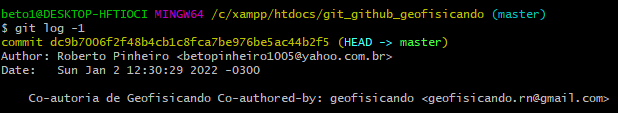 beto1@DESKTOP-HFTIOCI MINGW64 /c/xampp/htdocs/git_github_geofisicando (master)
$ git log -1
commit dc9b7006f2f48b4cb1c8fca7be976be5ac44b2f5 (HEAD -> master)
Author: Roberto Pinheiro <betopinheiro1005@yahoo.com.br>
Date:   Sun Jan 2 12:30:29 2022 -0300
    Co-autoria de Geofisicando Co-authored-by: geofisicando <geofisicando.rn@gmail.com>